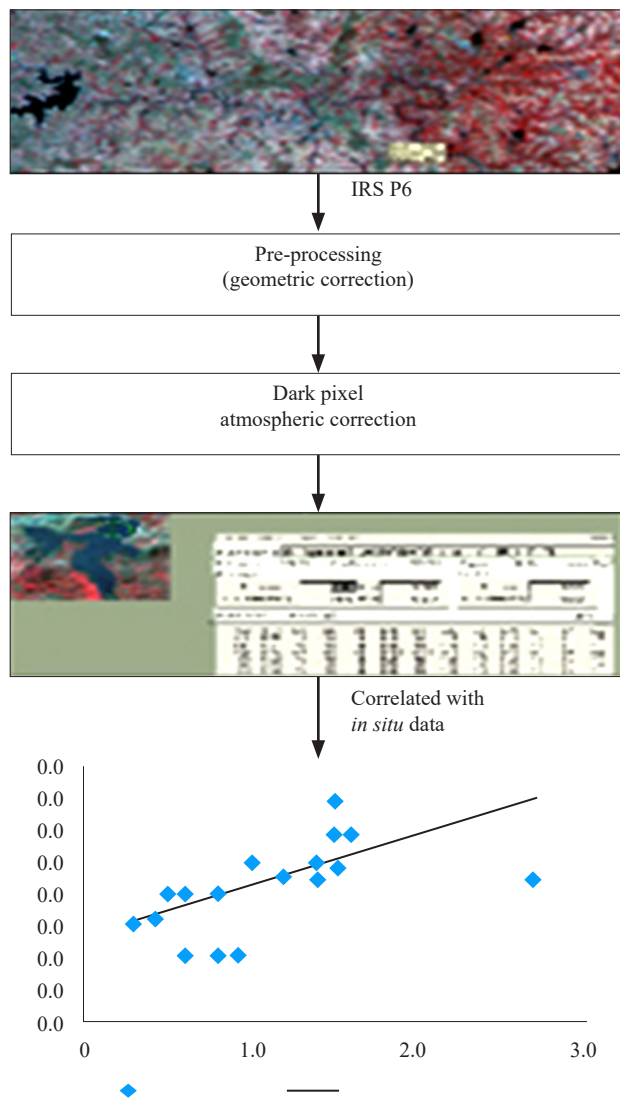 IRS P6
Pre-processing
(geometric correction)
Dark pixel
atmospheric correction
Correlated with
in situ data
0.0
0.0
0.0
0.0
0.0
0.0
0.0
0.0
0.0
0 1.0 2.0 3.0